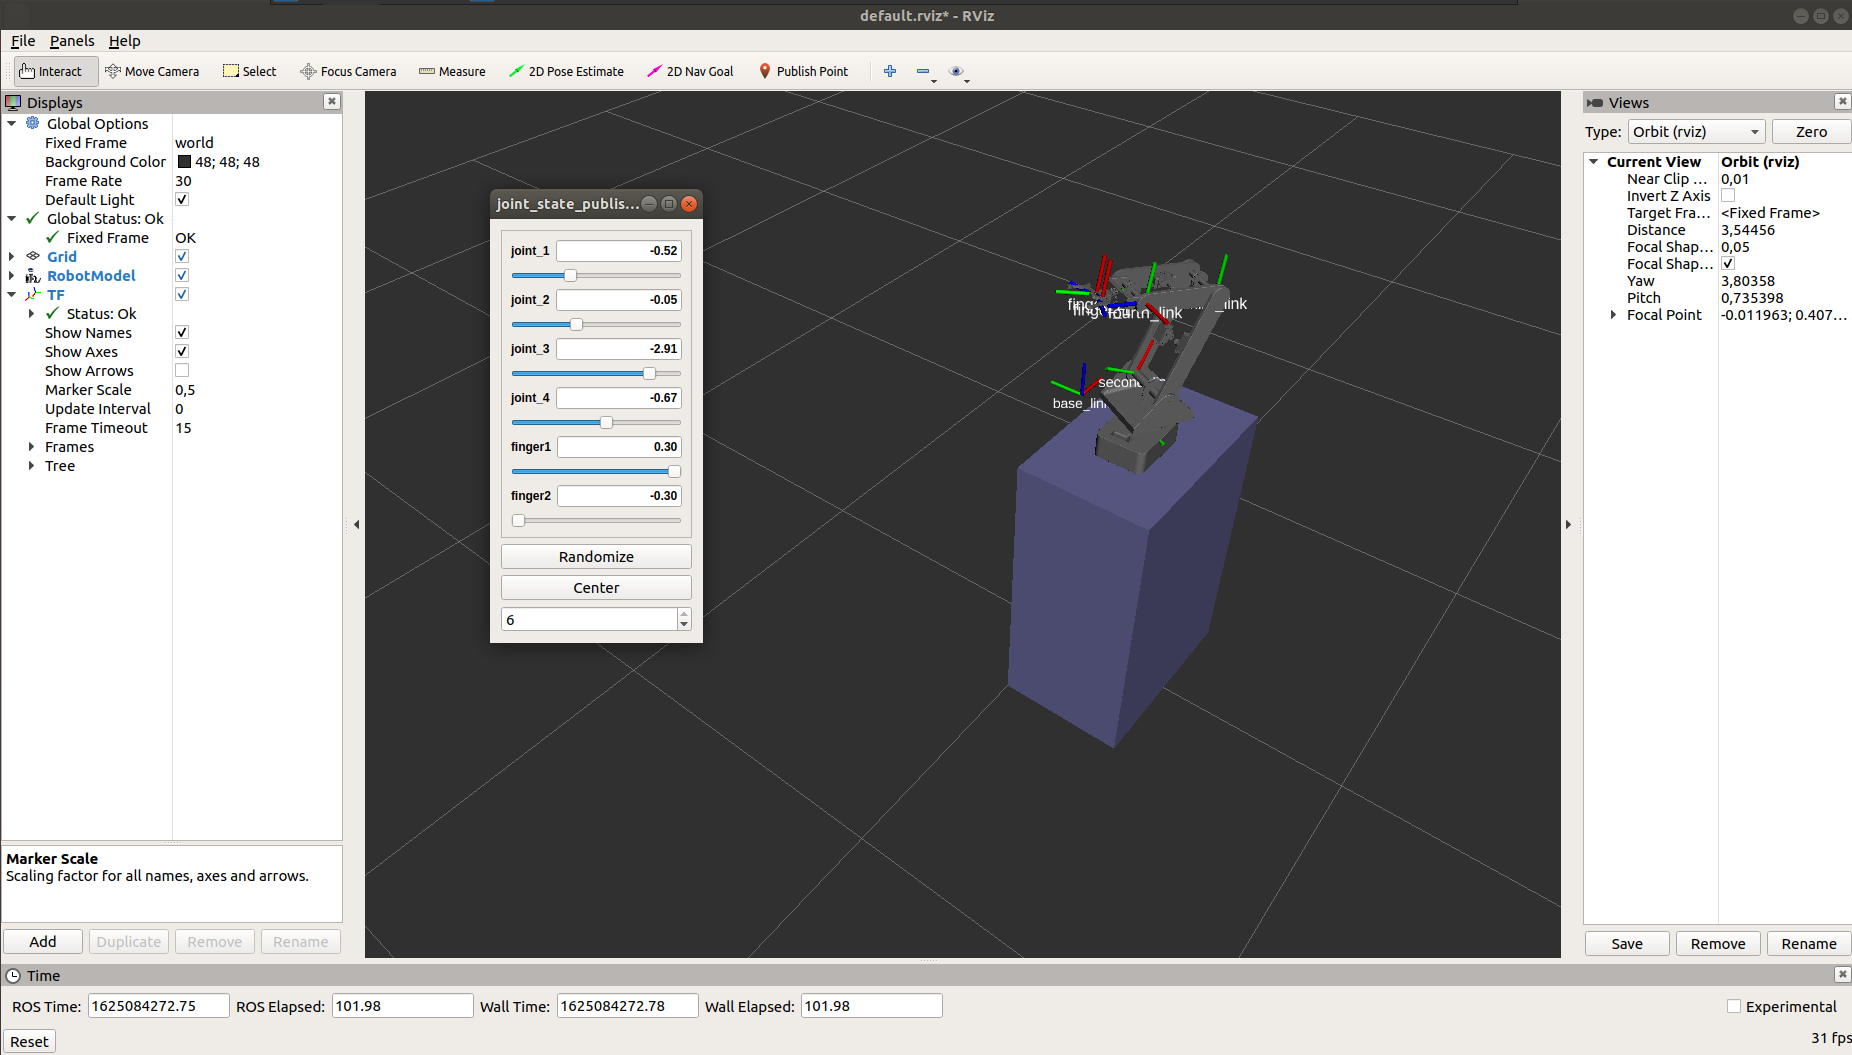 default.rviz* - RViz
File Panels Help
Interact Move Camera Select Focus Camera Measure 2D Pose Estimate 2D Nav Goal Publish Point
Displays
Global Options
Fixed Frame world
Background Color 48; 48; 48
Frame Rate 30
Default Light
Global Status: Ok
Fixed Frame OK
Grid
RobotModel
TF
Status: Ok
Show Names
Show Axes
Show Arrows
Marker Scale 0,5
Update Interval 0
Frame Timeout 15
Frames
Tree
Marker Scale
Scaling factor for all names, axes and arrows.
Add Duplicate Remove Rename
joint_state_publis...
joint_1 -0.52
joint_2 -0.05
joint_3 -2.91
joint_4 -0.67
finger1 0.30
finger2 -0.30
Randomize
Center
6
fourth_link
_link
base_lin
Views
Type: Orbit (rviz) Zero
Current View Orbit (rviz)
Near Clip ... 0,01
Invert Z Axis
Target Fra... <Fixed Frame>
Distance 3,54456
Focal Shap... 0,05
Focal Shap...
Yaw 3,80358
Pitch 0,735398
Focal Point -0.011963; 0.407...
Save Remove Rename
Time
ROS Time: 1625084272.75 ROS Elapsed: 101.98 Wall Time: 1625084272.78 Wall Elapsed: 101.98 Experimental
Reset 31 fps